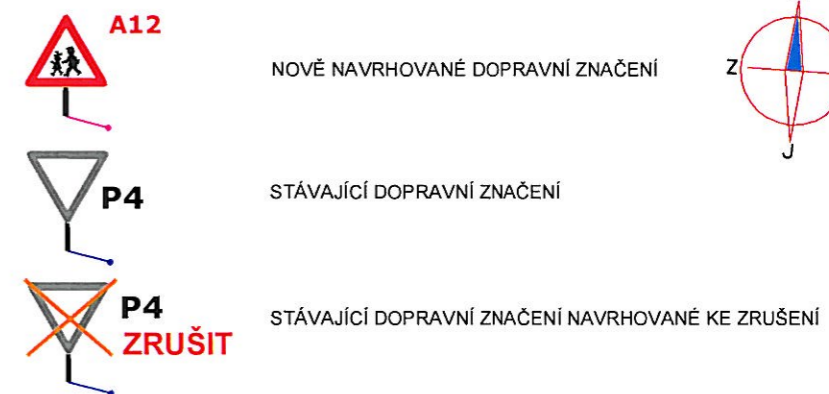 A12
NOVĚ NAVRHOVANÉ DOPRAVNÍ ZNAČENÍ
Z
J
P4
STÁVAJÍCÍ DOPRAVNÍ ZNAČENÍ
P4
ZRUŠIT
STÁVAJÍCÍ DOPRAVNÍ ZNAČENÍ NAVRHOVANÉ KE ZRUŠENÍ